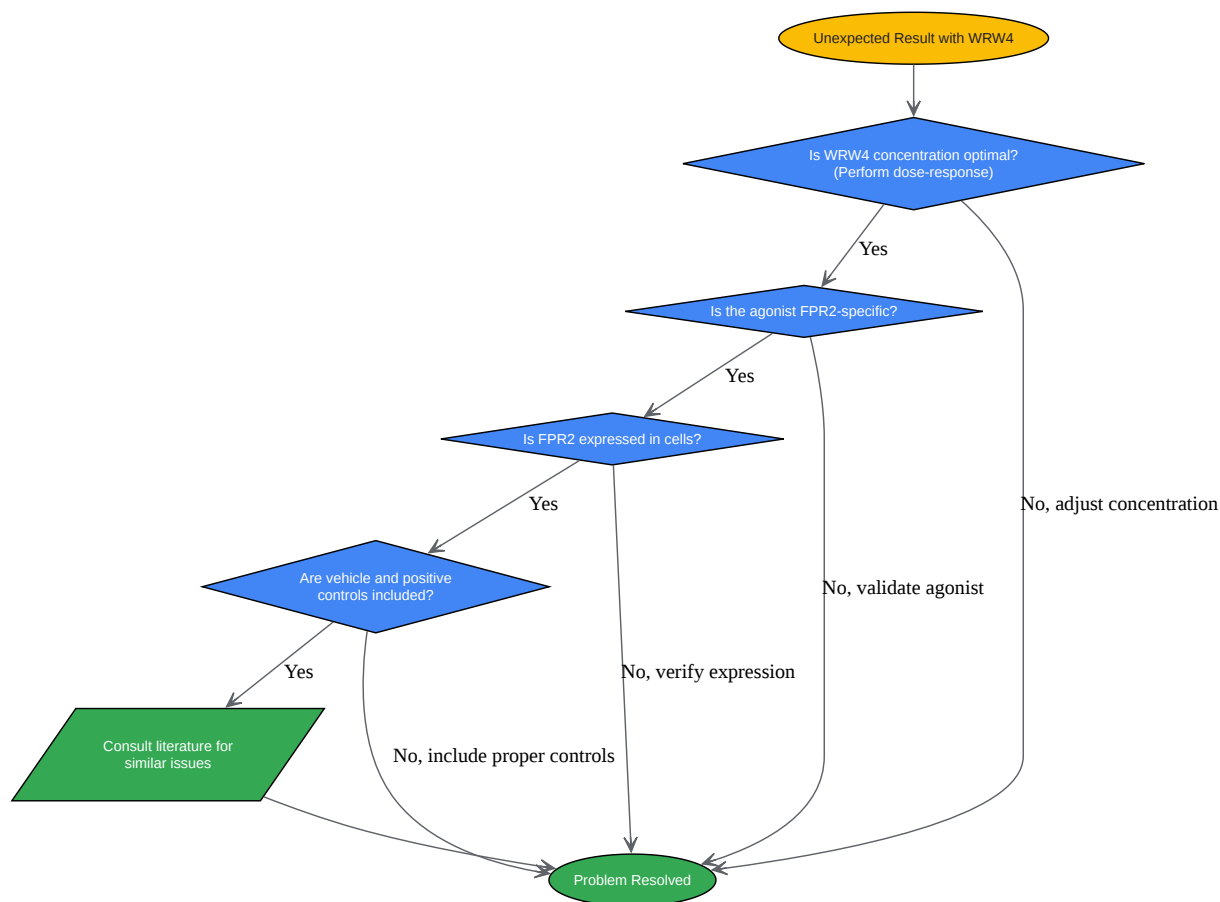 Unexpected Result with WRW4
Is WRW4 concentration optimal?
(Perform dose-response)
Yes
Is the agonist FPR2-specific?
Yes
Is FPR2 expressed in cells?
Yes
No, adjust concentration
Are vehicle and positive
controls included?
No, validate agonist
Yes
No, verify expression
Consult literature for
similar issues
No, include proper controls
Problem Resolved